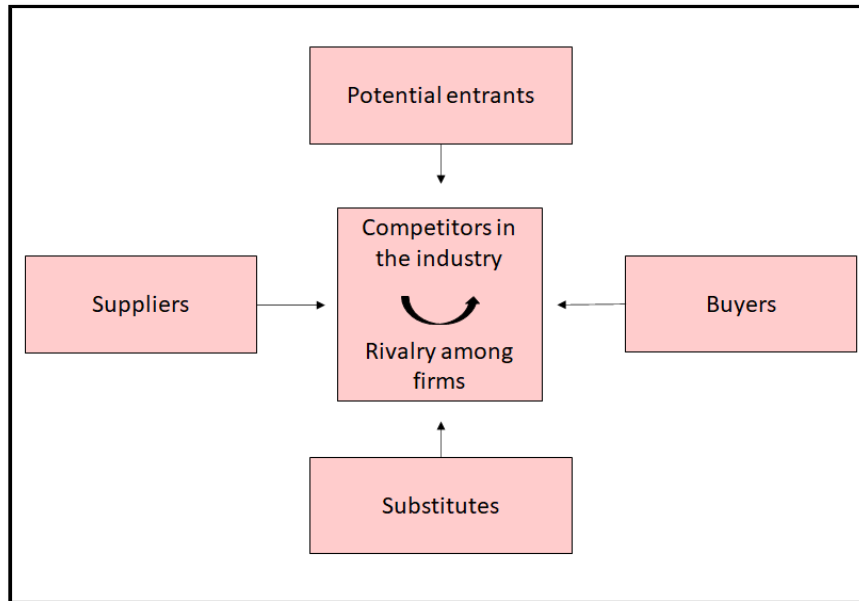 Potential entrants
Competitors in
the industry
Suppliers
Buyers
Rivalry among
firms
Substitutes